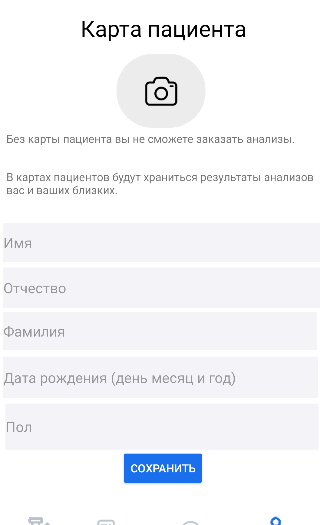 Карта пациента
Без карты пациента вы не сможете заказать анализы.
В картах пациентов будут храниться результаты анализов
вас и ваших близких.
Имя
Отчество
Фамилия
Дата рождения (день месяц и год)
Пол
СОХРАНИТЬ